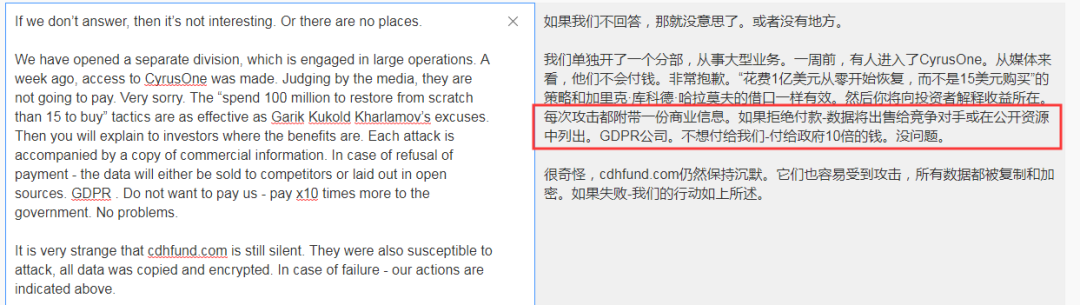 If we don’t answer, then it’s not interesting. Or there are no places.
We have opened a separate division, which is engaged in large operations. A
week ago, access to CyrusOne was made. Judging by the media, they are
not going to pay. Very sorry. The “spend 100 million to restore from scratch
than 15 to buy” tactics are as effective as Garik Kukold Kharlamov’s excuses.
Then you will explain to investors where the benefits are. Each attack is
accompanied by a copy of commercial information. In case of refusal of
payment - the data will either be sold to competitors or laid out in open
sources. GDPR . Do not want to pay us - pay x10 times more to the
government. No problems.
It is very strange that cdhfund.com is still silent. They were also susceptible to
attack, all data was copied and encrypted. In case of failure - our actions are
indicated above.
如果我们不回答，那就没意思了。或者没有地方。
我们单独开了一个分部，从事大型业务。一周前，有人进入了CyrusOne。从媒体来
看，他们不会付钱。非常抱歉。“花费1亿美元从零开始恢复，而不是15美元购买”的
策略和加里克·库科德·哈拉莫夫的借口一样有效。然后你将向投资者解释收益所在。
每次攻击都附带一份商业信息。如果拒绝付款-数据将出售给竞争对手或在公开资源
中列出。GDPR公司。不想付给我们-付给政府10倍的钱。没问题。
很奇怪，cdhfund.com仍然保持沉默。它们也容易受到攻击，所有数据都被复制和加
密。如果失败-我们的行动如上所述。